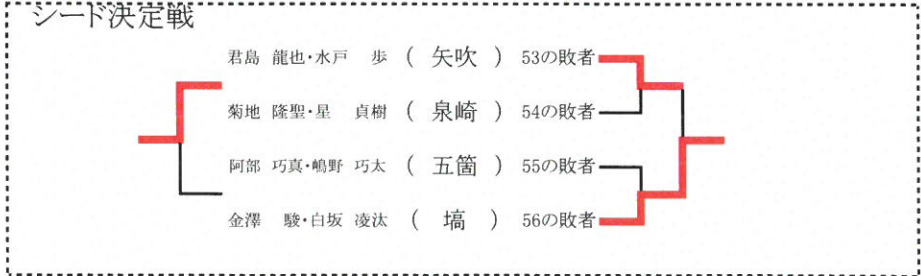 シード決定戦
君島 龍也・水戸 歩 ( 矢吹 ) 53の敗者
菊地 隆聖・星 貞樹 ( 泉崎 ) 54の敗者
阿部 巧真・嶋野 巧太 ( 五箇 ) 55の敗者
金澤 駿・白坂 凌汰 ( 塙 ) 56の敗者